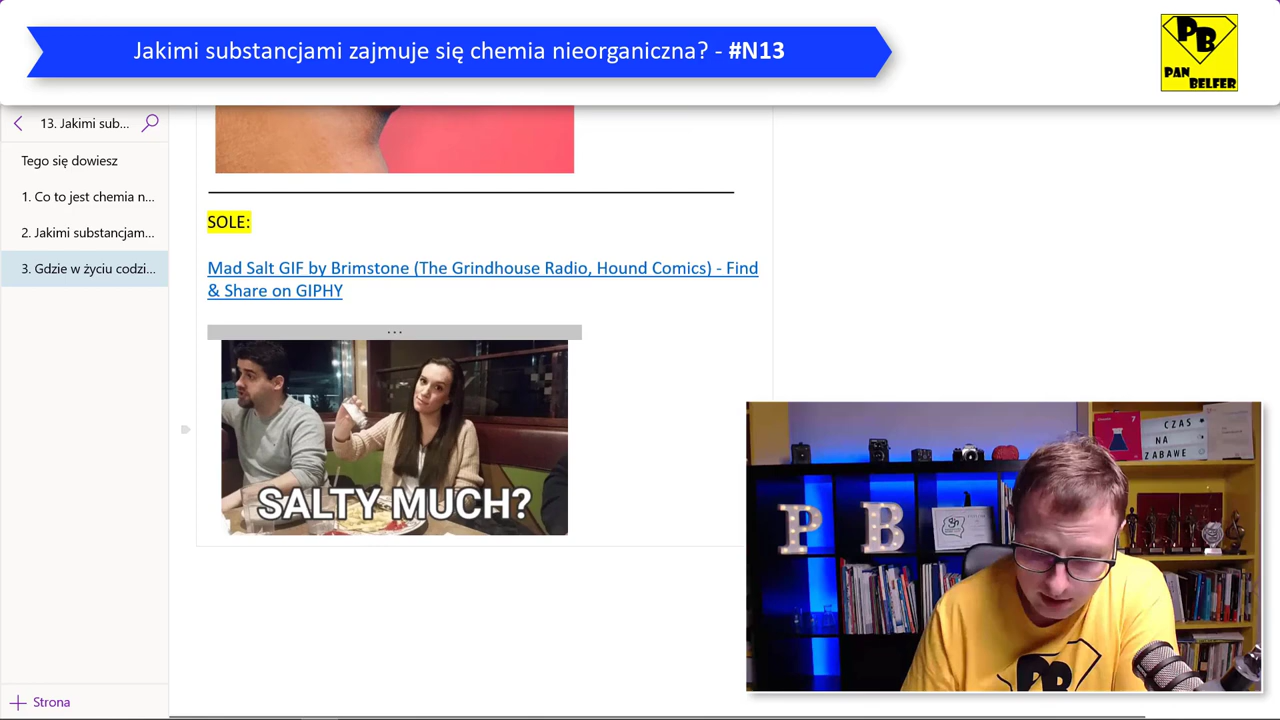 Jakimi substancjami zajmuje się chemia nieorganiczna? - #N13
PB
PAN
BELFER
13. Jakimi sub...
Tego się dowiesz
1. Co to jest chemia n...
2. Jakimi substancjam...
3. Gdzie w życiu codzi...
SOLE:
Mad Salt GIF by Brimstone (The Grindhouse Radio, Hound Comics) - Find
& Share on GIPHY
...
SALTY MUCH?
7
CZAS
NA
ZABAWE
P B
PB
+ Strona